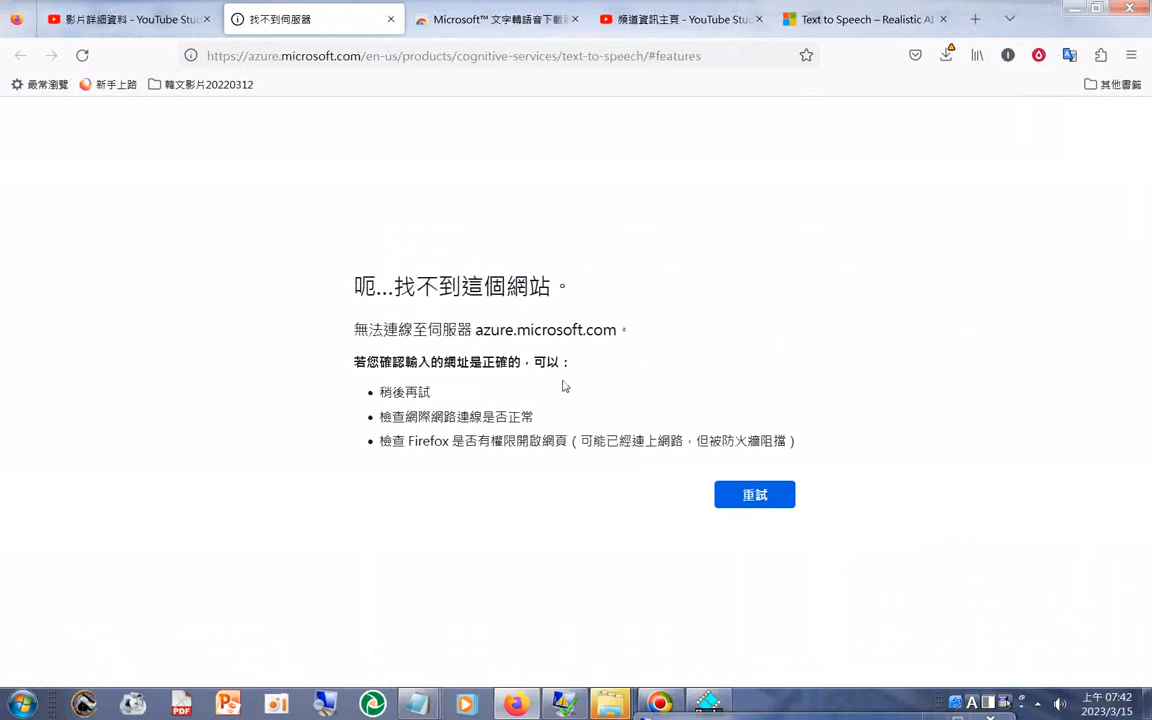 影片詳細資料 - YouTube Stu
找不到伺服器
Microsoft™ 文字轉語音下載
頻道資訊主頁 - YouTube Stu
Text to Speech – Realistic AI
https://azure.microsoft.com/en-us/products/cognitive-services/text-to-speech/#features
最常瀏覽
新手上路
韓文影片20220312
其他書籤
呃...找不到這個網站。
無法連線至伺服器 azure.microsoft.com。
若您確認輸入的網址是正確的，可以：
稍後再試
檢查網際網路連線是否正常
檢查 Firefox 是否有權限開啟網頁（可能已經連上網路，但被防火牆阻擋）
重試
PDF
A
上午 07:42
2023/3/15